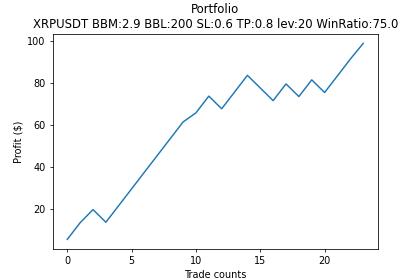 Portfolio
XRPUSDT BBM:2.9 BBL:200 SL:0.6 TP:0.8 lev:20 WinRatio:75.0
100
80
60
40
20
Profit ($)
0 5 10 15 20
Trade counts